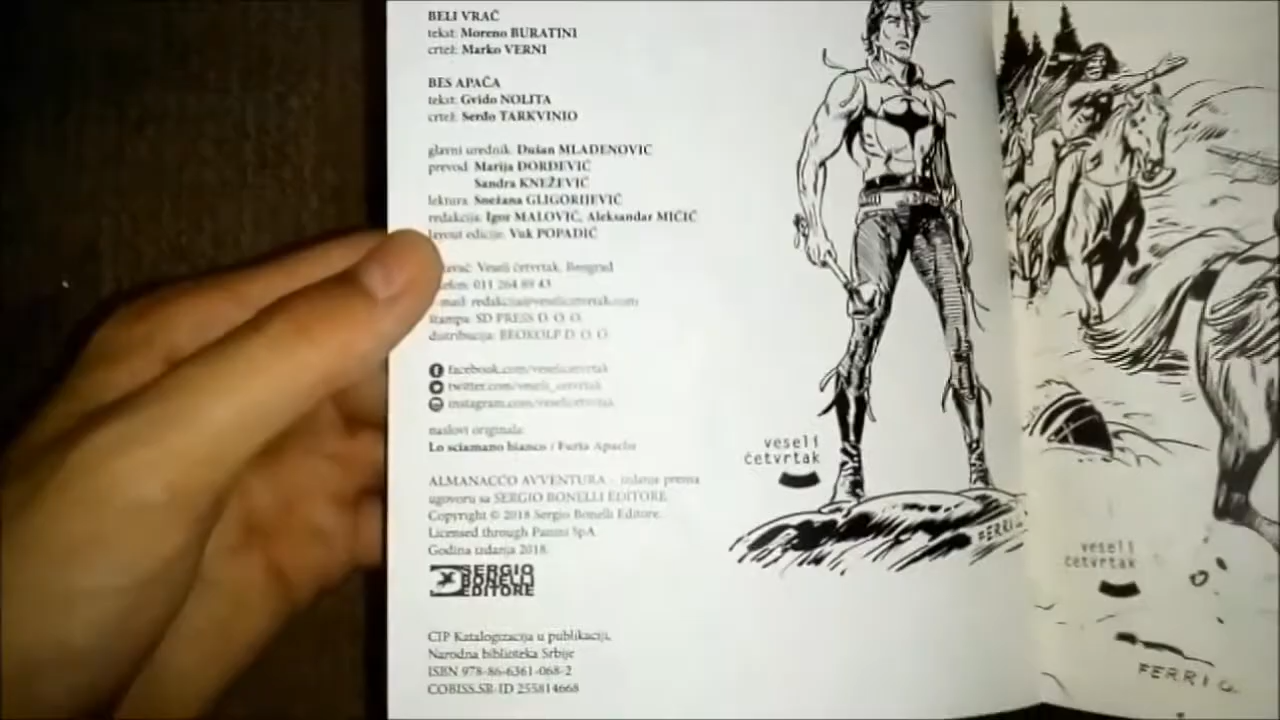 BELI VRAČ
tekst: Moreno BURATINI
crtež: Marko VERNI
BES APAČA
tekst: Gvido NOLITA
crtež: Serđo TARKVINIO
glavni urednik: Dušan MLADENOVIĆ
prevod: Marija ĐORĐEVIĆ
Sandra KNEŽEVIĆ
lektura: Snežana GLIGORIJEVIĆ
redakcija: Igor MALOVIĆ, Aleksandar MIČIĆ
layout edicije: Vuk POPADIĆ
Veseli četvrtak, Beograd
011 264 89 43
mail: redakcija@veselicetvrtak.com
štampa: SD PRESS D. O. O.
distribucija: BEOKOLP D. O. O.
facebook.com/veselicetvrtak
twitter.com/veseli_cetvrtak
instagram.com/veselicetvrtak
naslovi originala:
Lo sciamano bianco / Furia Apache
ALMANACCO AVVENTURA – izdanje prema
ugovoru sa SERGIO BONELLI EDITORE
Copyright © 2018 Sergio Bonelli Editore.
Licensed through Panini SpA
Godina izdanja 2018.
SERGIO
BONELLI
EDITORE
CIP Katalogizacija u publikaciji,
Narodna biblioteka Srbije
ISBN 978-86-6361-068-2
COBISS.SR-ID 255814668
veseli
četvrtak
FERRI
veseli
četvrtak
FERRI G.